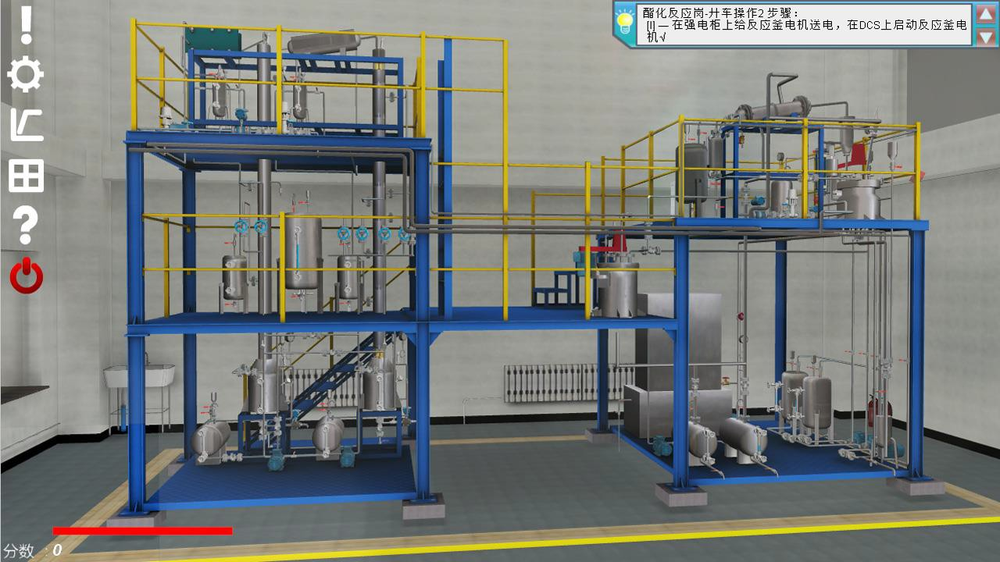 酯化反应岗-开车操作2步骤：
[1] — 在强电柜上给反应釜电机送电，在DCS上启动反应釜电
机√
!
?
分数 : 0